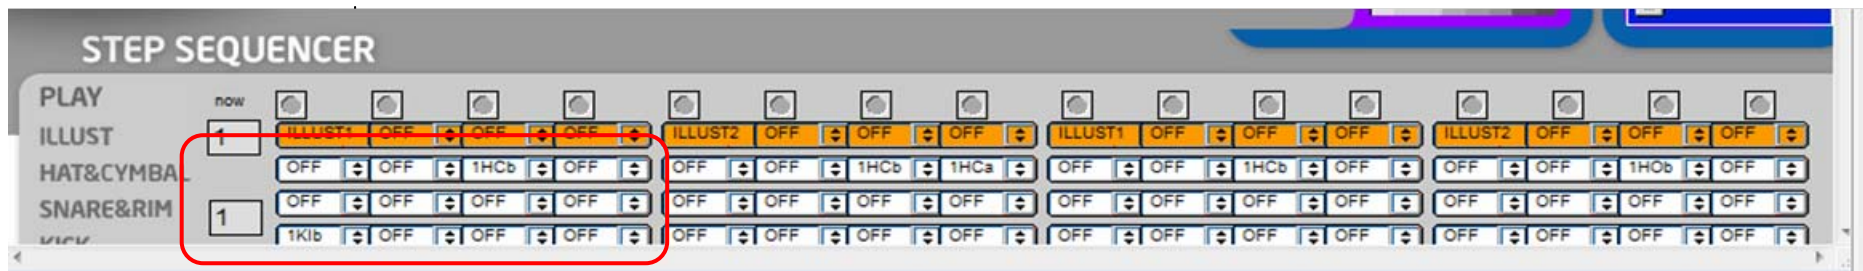 STEP SEQUENCER
PLAY now
ILLUST 1 ILLUST1 OFF OFF OFF ILLUST2 OFF OFF OFF ILLUST1 OFF OFF OFF ILLUST2 OFF OFF OFF
HAT&CYMBAL OFF OFF 1HCb OFF OFF OFF 1HCb 1HCa OFF OFF 1HCb OFF OFF OFF 1HOb OFF
SNARE&RIM 1 OFF OFF OFF OFF OFF OFF OFF OFF OFF OFF OFF OFF OFF OFF OFF OFF
KICK 1KIb OFF OFF OFF OFF OFF OFF OFF OFF OFF OFF OFF OFF OFF OFF OFF